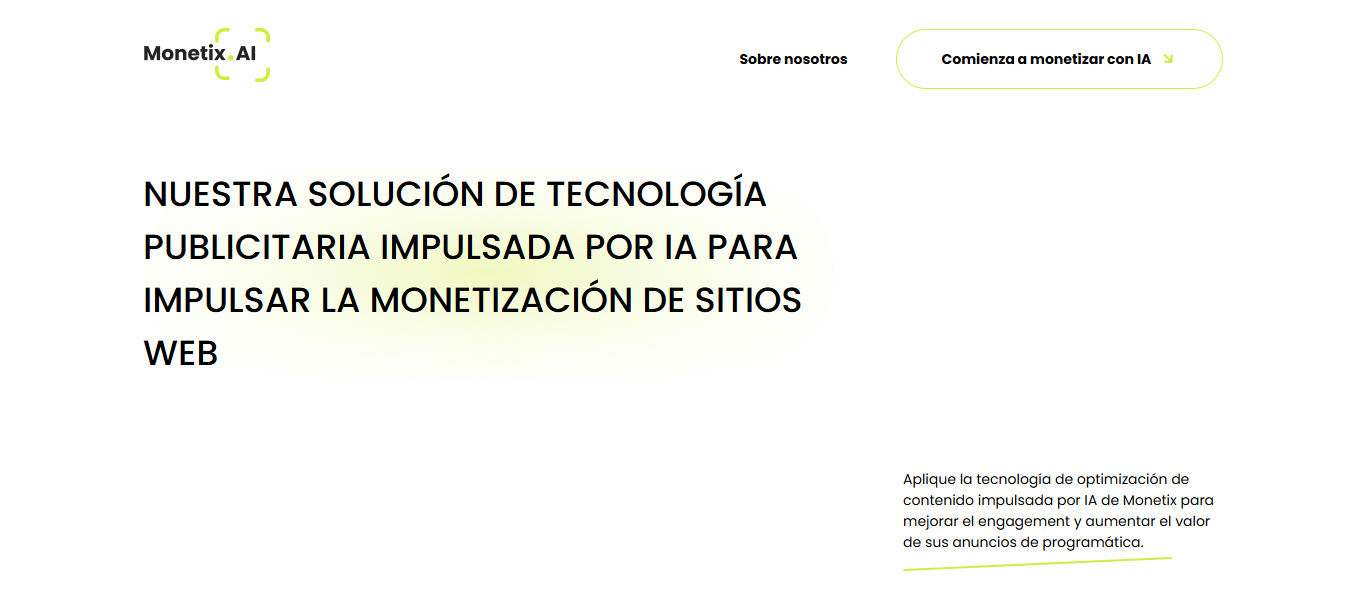 Monetix.AI
Sobre nosotros
Comienza a monetizar con IA
NUESTRA SOLUCIÓN DE TECNOLOGÍA
PUBLICITARIA IMPULSADA POR IA PARA
IMPULSAR LA MONETIZACIÓN DE SITIOS
WEB
Aplique la tecnología de optimización de
contenido impulsada por IA de Monetix para
mejorar el engagement y aumentar el valor
de sus anuncios de programática.